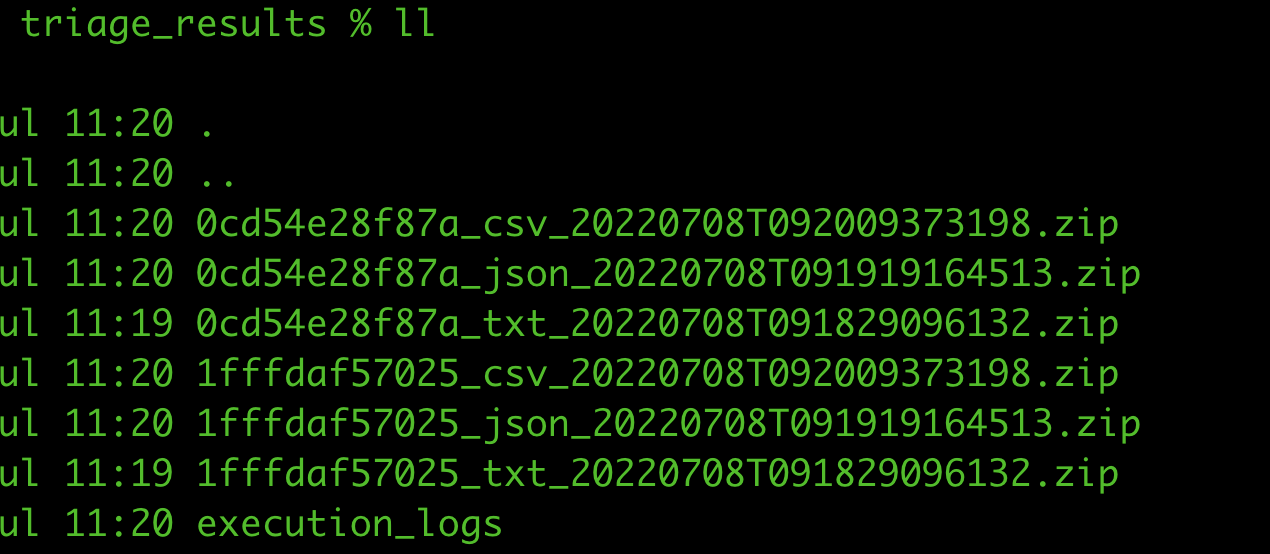 triage_results % ll
ul 11:20 .
ul 11:20 ..
ul 11:20 0cd54e28f87a_csv_20220708T092009373198.zip
ul 11:20 0cd54e28f87a_json_20220708T091919164513.zip
ul 11:19 0cd54e28f87a_txt_20220708T091829096132.zip
ul 11:20 1fffdaf57025_csv_20220708T092009373198.zip
ul 11:20 1fffdaf57025_json_20220708T091919164513.zip
ul 11:19 1fffdaf57025_txt_20220708T091829096132.zip
ul 11:20 execution_logs